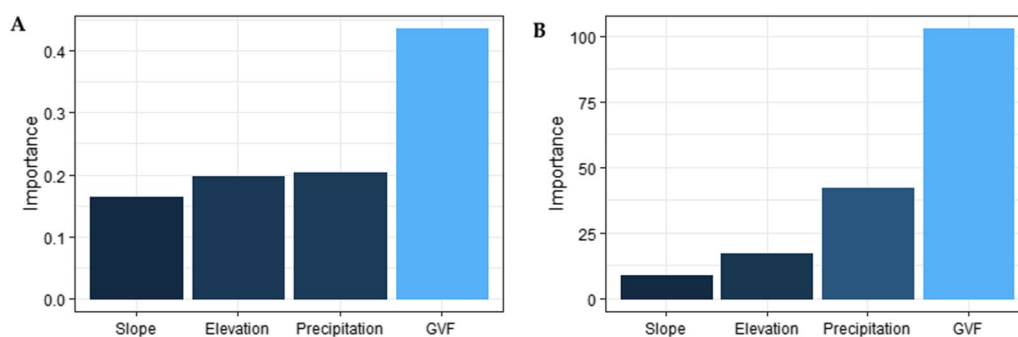 A
Importance
0.4
0.3
0.2
0.1
0.0
Slope Elevation Precipitation GVF
B
Importance
100
75
50
25
0
Slope Elevation Precipitation GVF